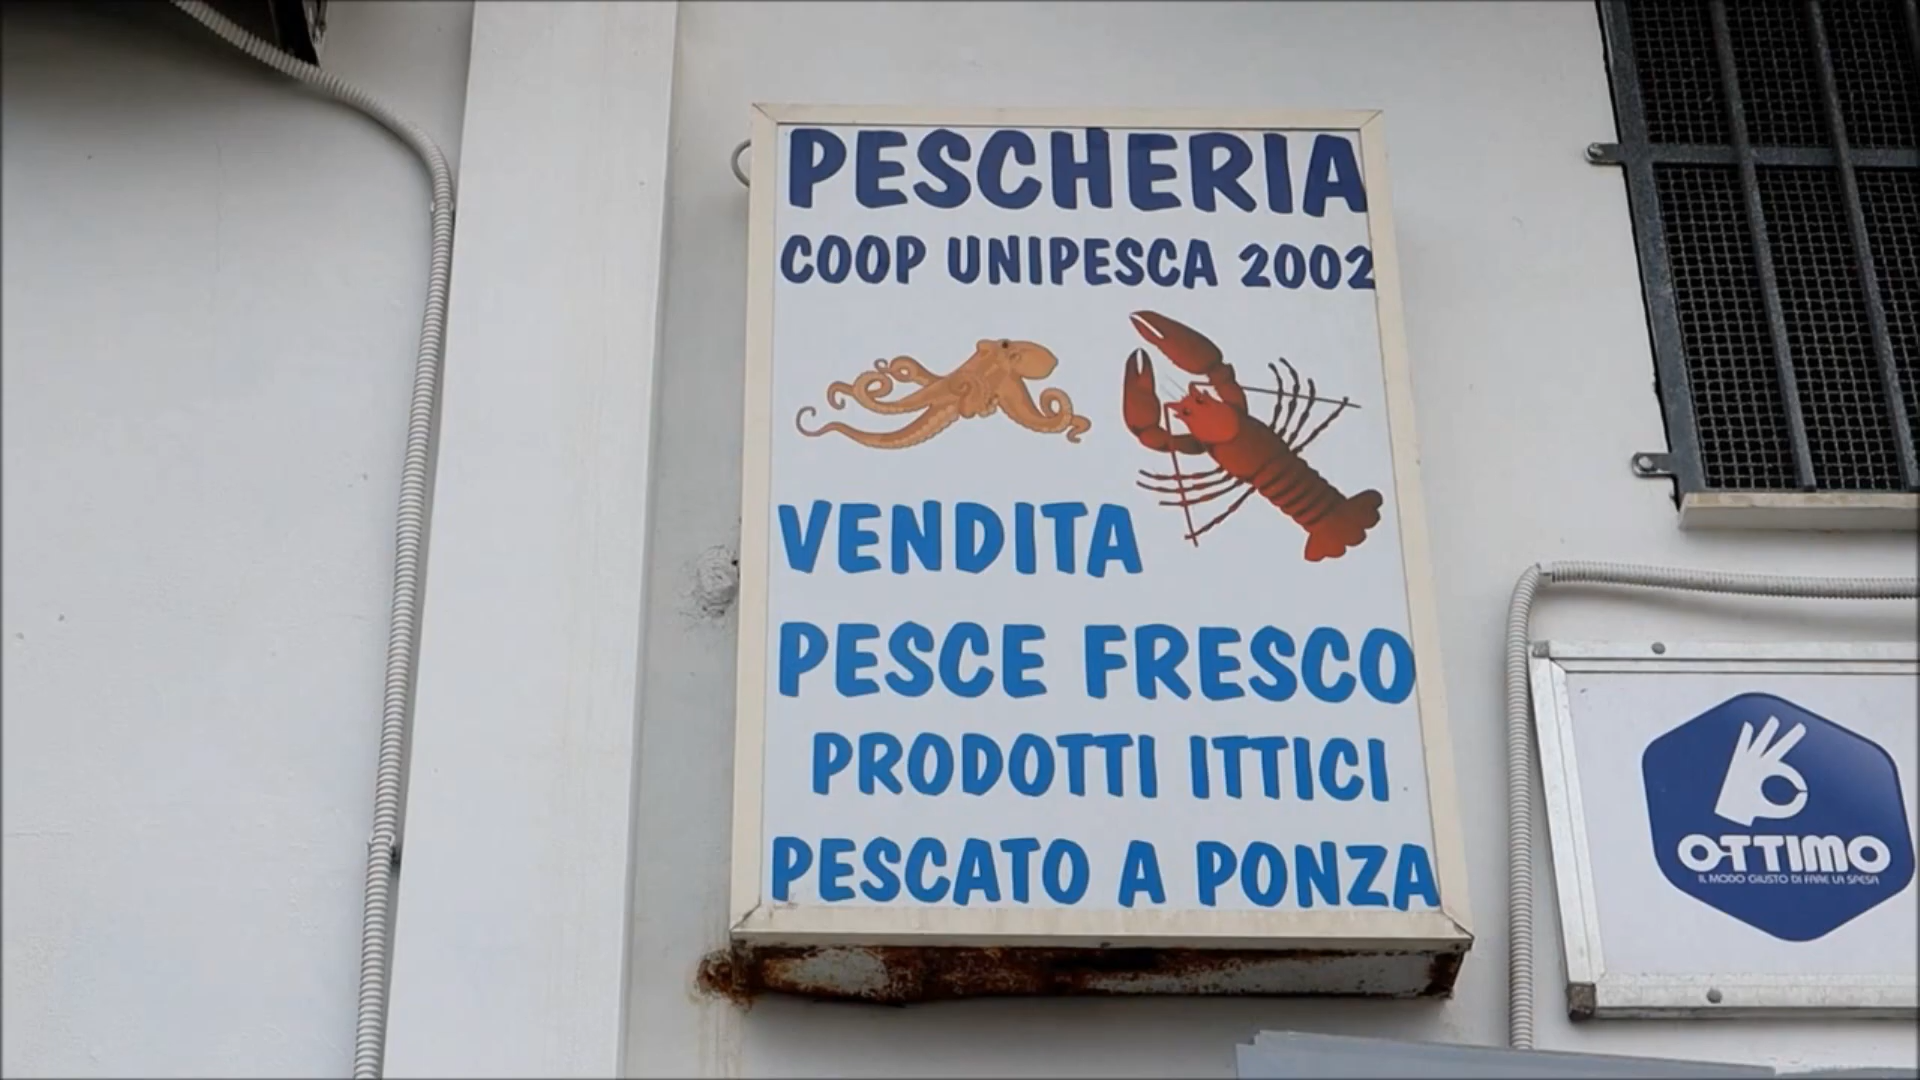 PESCHERIA
COOP UNIPESCA 2002
VENDITA
PESCE FRESCO
PRODOTTI ITTICI
PESCATO A PONZA
OTTIMO
IL MODO GIUSTO DI FARE LA SPESA